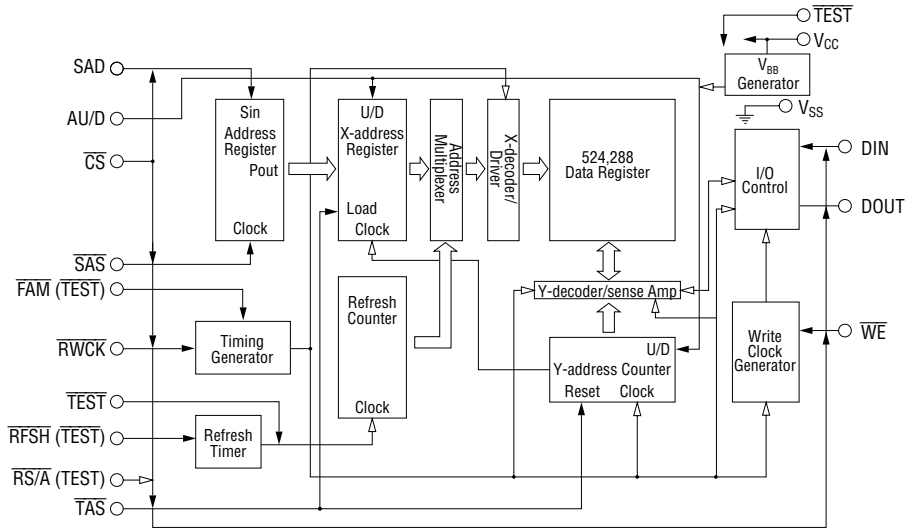 TEST
SAD
VCC
VBB
Generator
AU/D
VSS
Sin
Address
Register
Pout
Clock
U/D
X-address
Register
Load
Clock
Address
Multiplexer
X-decoder/
Driver
524,288
Data Register
I/O
Control
DIN
DOUT
CS
SAS
FAM (TEST)
Refresh
Counter
Clock
Y-decoder/sense Amp
RWCK
Timing
Generator
U/D
Y-address Counter
Reset Clock
Write
Clock
Generator
WE
TEST
RFSH (TEST)
Refresh
Timer
RS/A (TEST)
TAS